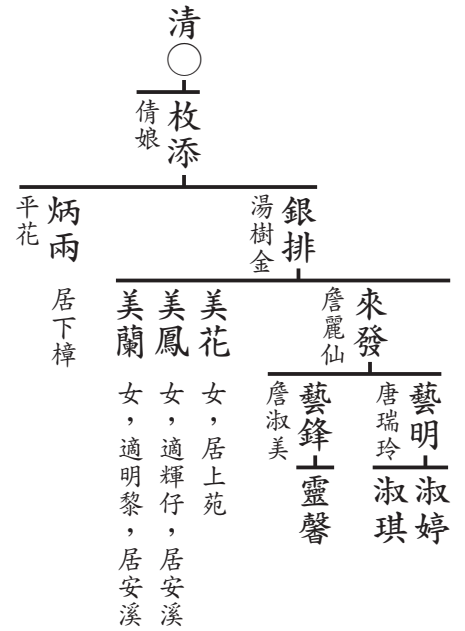 清○
枚添
倩娘
銀排
湯樹金
炳兩 居下樟
平花
來發
詹麗仙
美花 女，居上苑
美鳳 女，適輝仔，居安溪
美蘭 女，適明黎，居安溪
藝明
唐瑞玲
藝鋒
詹淑美
淑婷
淑琪
靈馨